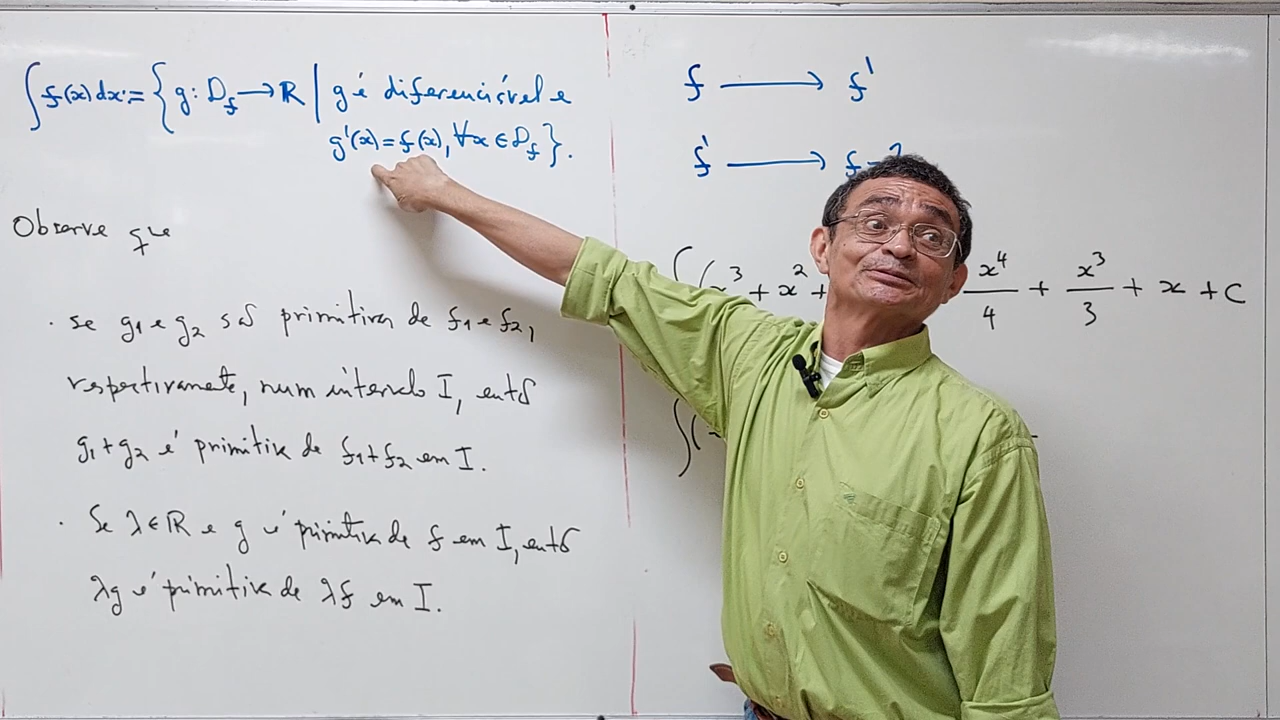 ∫f(x)dx := {g: D_f → ℝ | g é diferenciável e
g'(x) = f(x), ∀x ∈ D_f}.
Observe que
· se g₁ e g₂ são primitivas de f₁ e f₂,
respectivamente, num intervalo I, então
g₁ + g₂ é primitiva de f₁ + f₂ em I.
· Se λ ∈ ℝ e g é primitiva de f em I, então
λg é primitiva de λf em I.
f → f'
f' → f = ?
∫(x³ + x² +
x⁴/4 + x³/3 + x + C
∫(